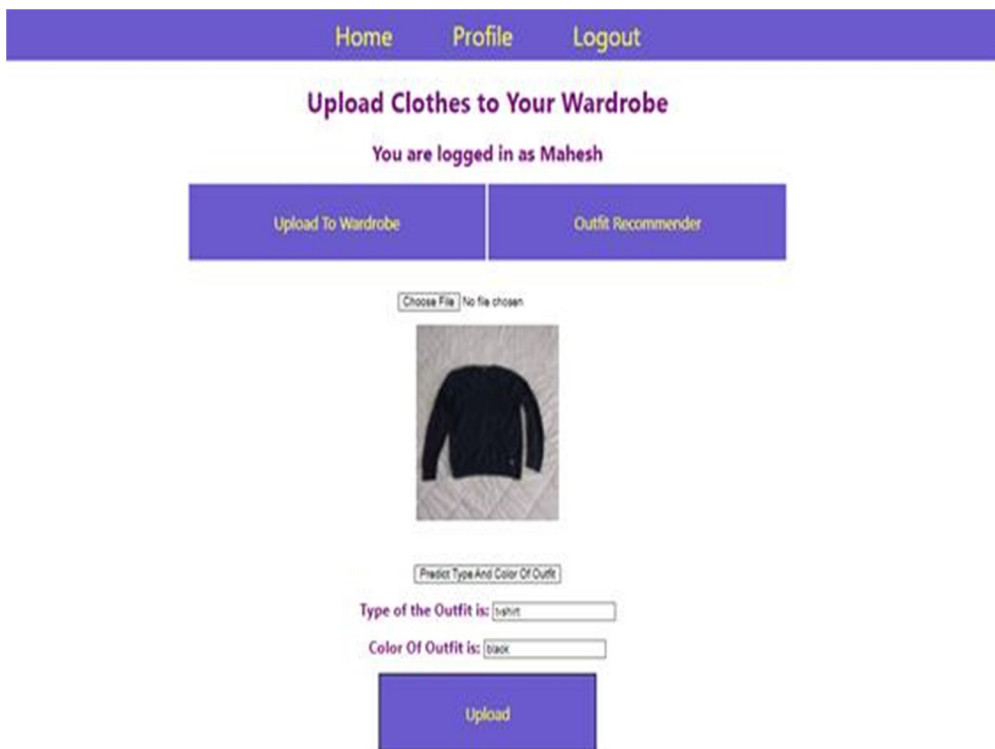 Home Profile Logout
Upload Clothes to Your Wardrobe
You are logged in as Mahesh
Upload To Wardrobe Outfit Recommender
Choose File No file chosen
Predict Type And Color Of Outfit
Type of the Outfit is: t-shirt
Color Of Outfit is: black
Upload